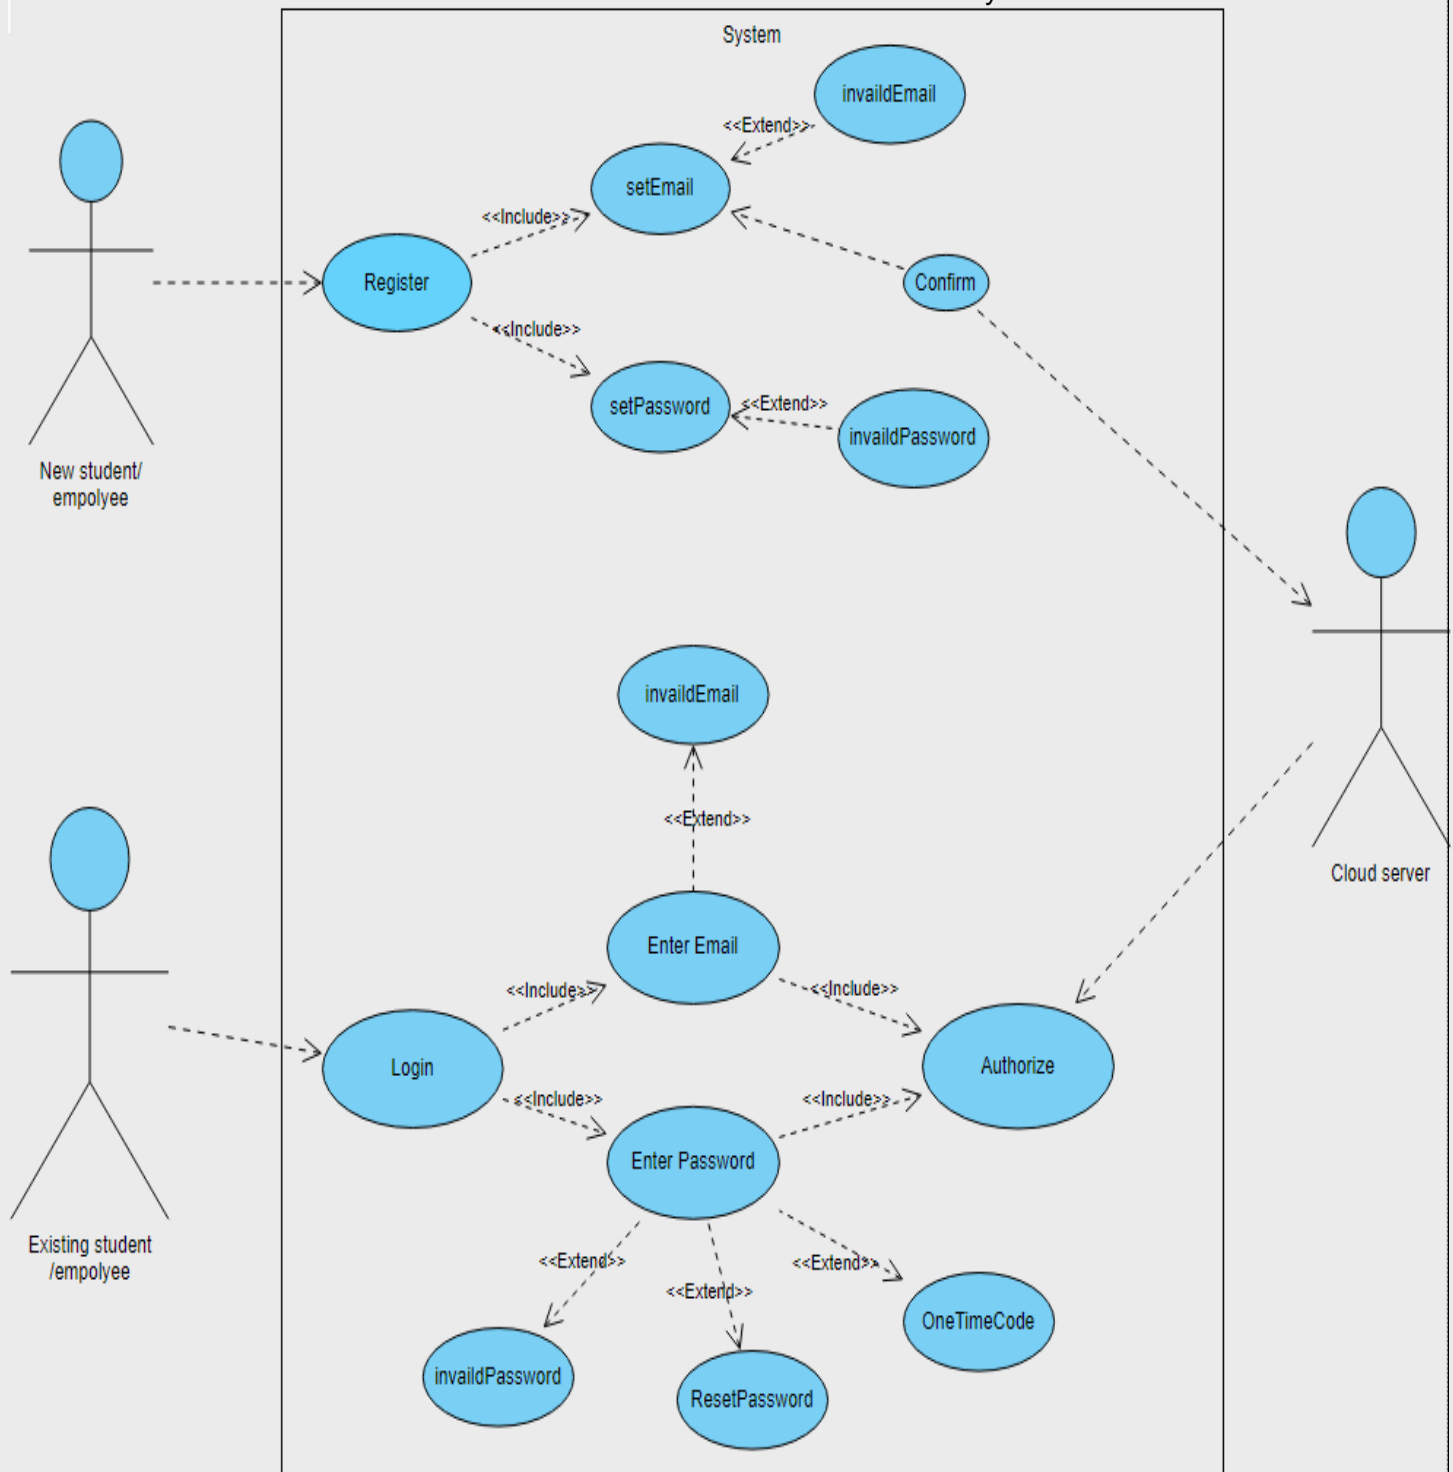 System
invaildEmail
<<Extend>>
setEmail
<<Include>>
Register
Confirm
<<Include>>
setPassword
<<Extend>>
invaildPassword
New student/
empolyee
invaildEmail
<<Extend>>
Cloud server
Enter Email
<<Include>>
<<Include>>
Login
Authorize
<<Include>>
<<Include>>
Enter Password
Existing student
/empolyee
<<Extend>>
<<Extend>>
<<Extend>>
OneTimeCode
invaildPassword
ResetPassword